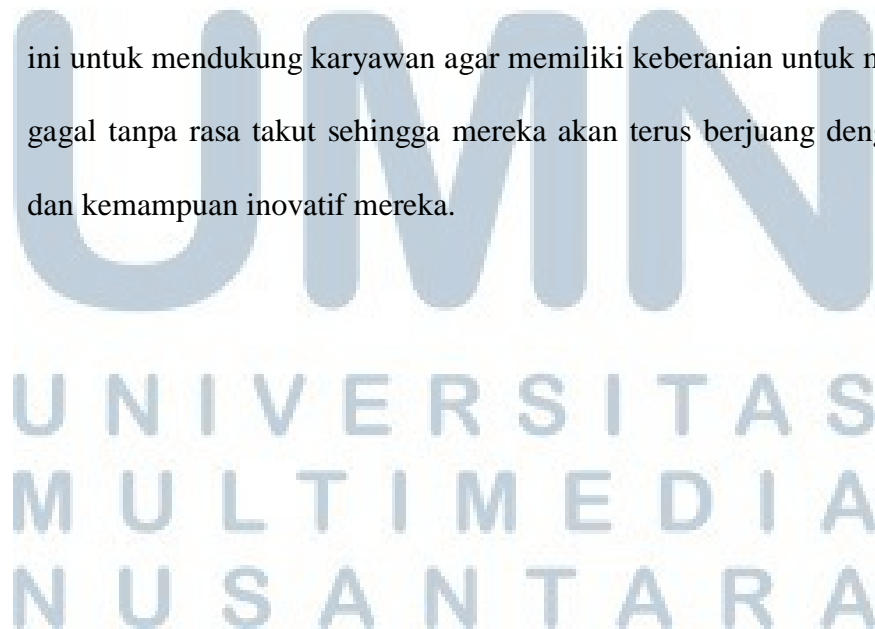 ini untuk mendukung karyawan agar memiliki keberanian untuk
gagal tanpa rasa takut sehingga mereka akan terus berjuang
dan kemampuan inovatif mereka.
UMN
UNIVERSITAS
MULTIMEDIA
NUSANTARA